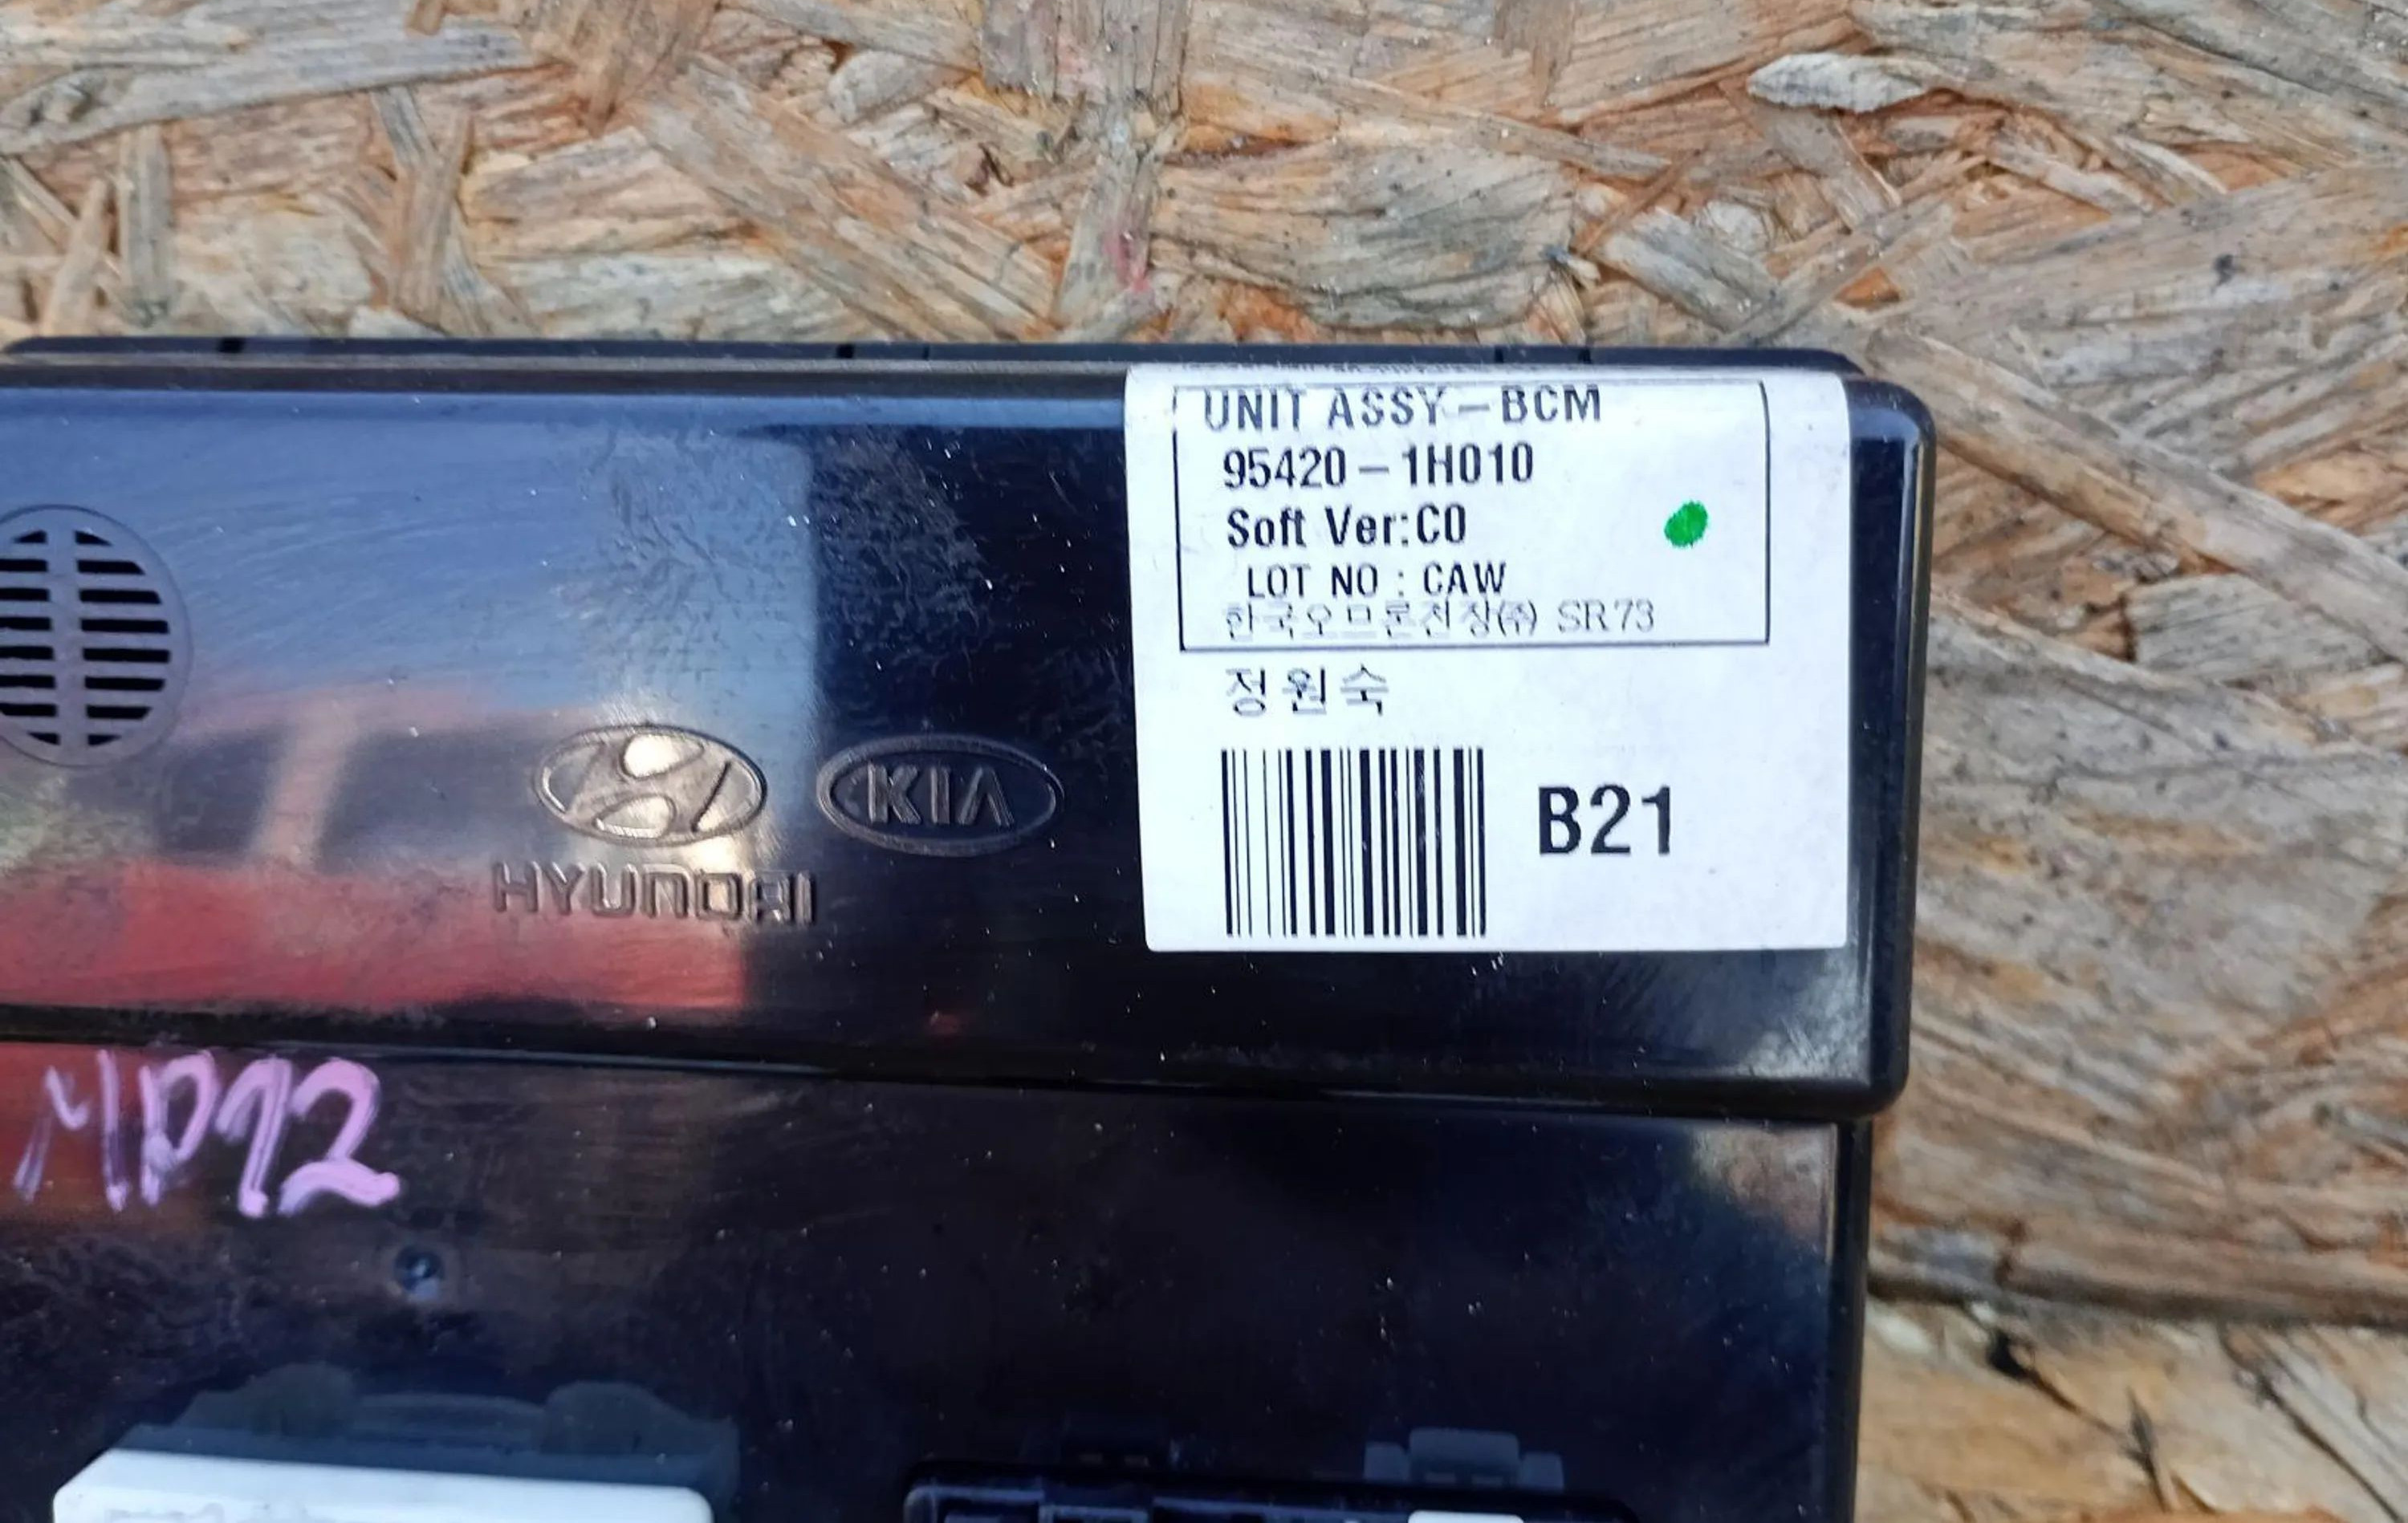 UNIT ASSY-BCM
95420-1H010
Soft Ver:C0
LOT NO : CAW
한국오므론전장(주) SR73
정원숙
B21
HYUNDAI
KIA
MP12